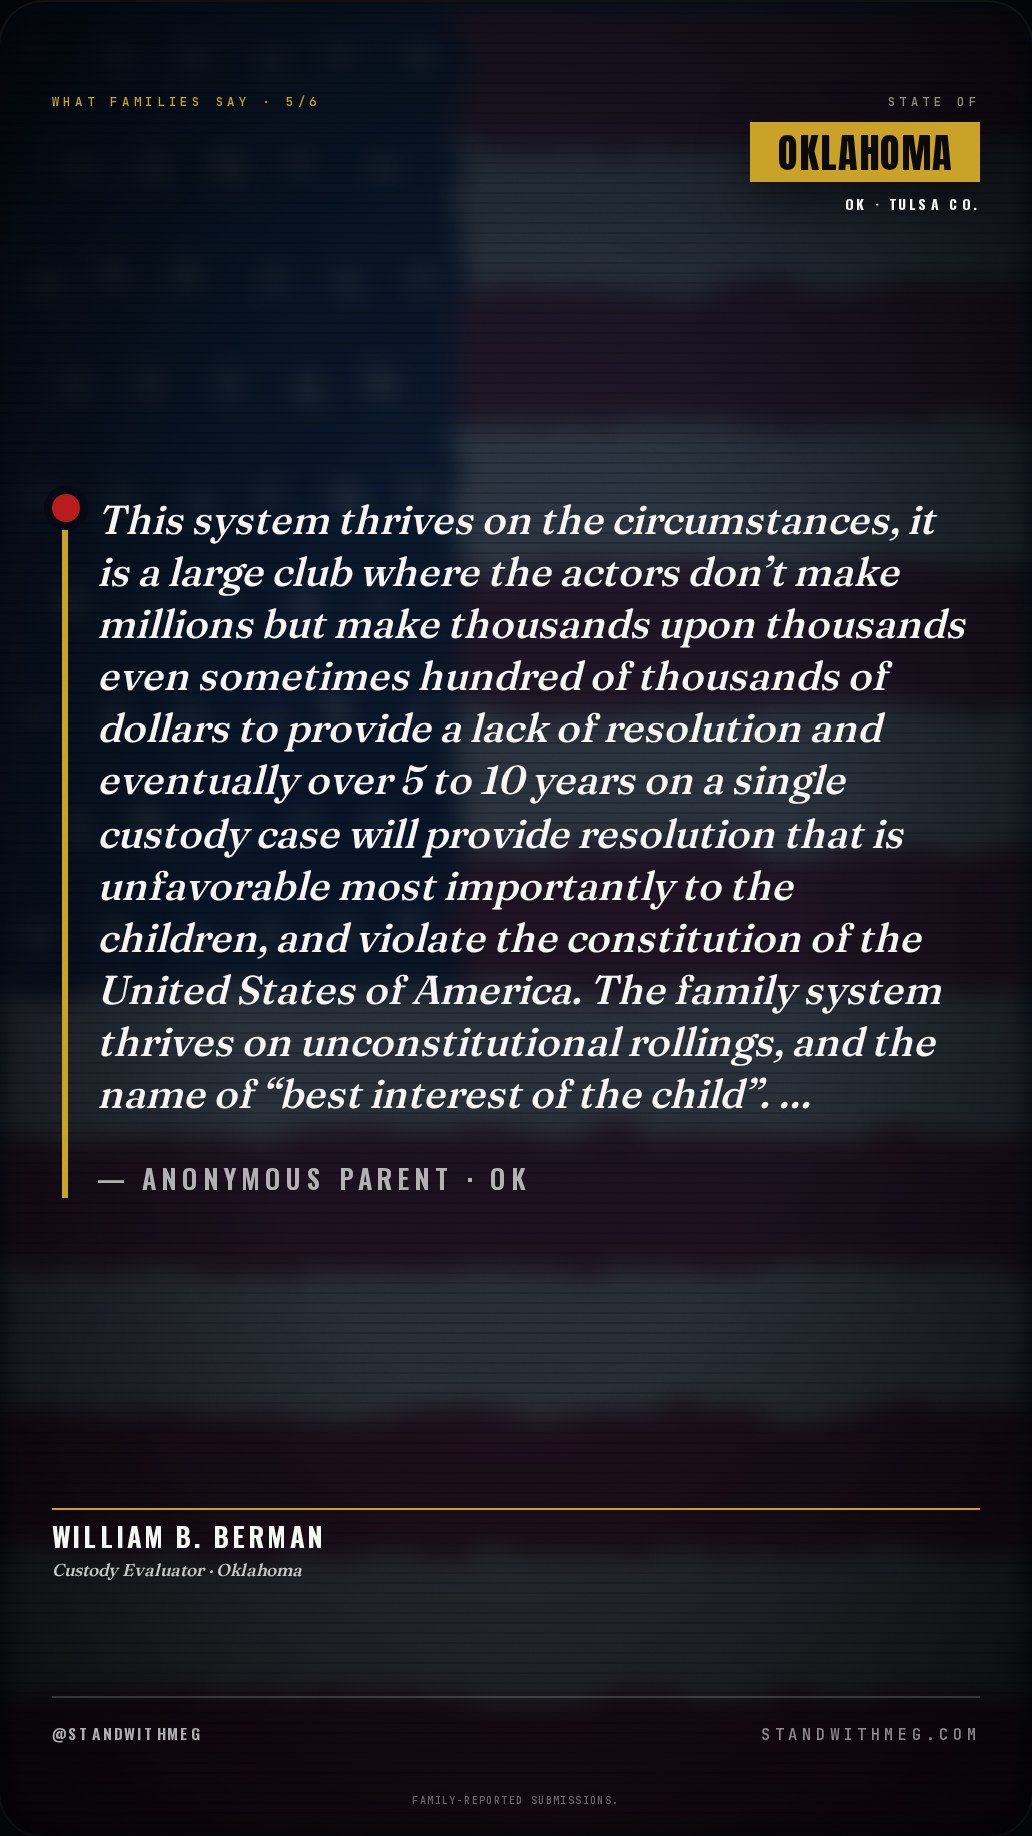 WHAT FAMILIES SAY · 5/6
STATE OF
OKLAHOMA
OK · TULSA CO.
This system thrives on the circumstances, it
is a large club where the actors don’t make
millions but make thousands upon thousands
even sometimes hundred of thousands of
dollars to provide a lack of resolution and
eventually over 5 to 10 years on a single
custody case will provide resolution that is
unfavorable most importantly to the
children, and violate the constitution of the
United States of America. The family system
thrives on unconstitutional rollings, and the
name of “best interest of the child”. ...
— ANONYMOUS PARENT · OK
WILLIAM B. BERMAN
Custody Evaluator · Oklahoma
@STANDWITHMEG
STANDWITHMEG.COM
FAMILY-REPORTED SUBMISSIONS.